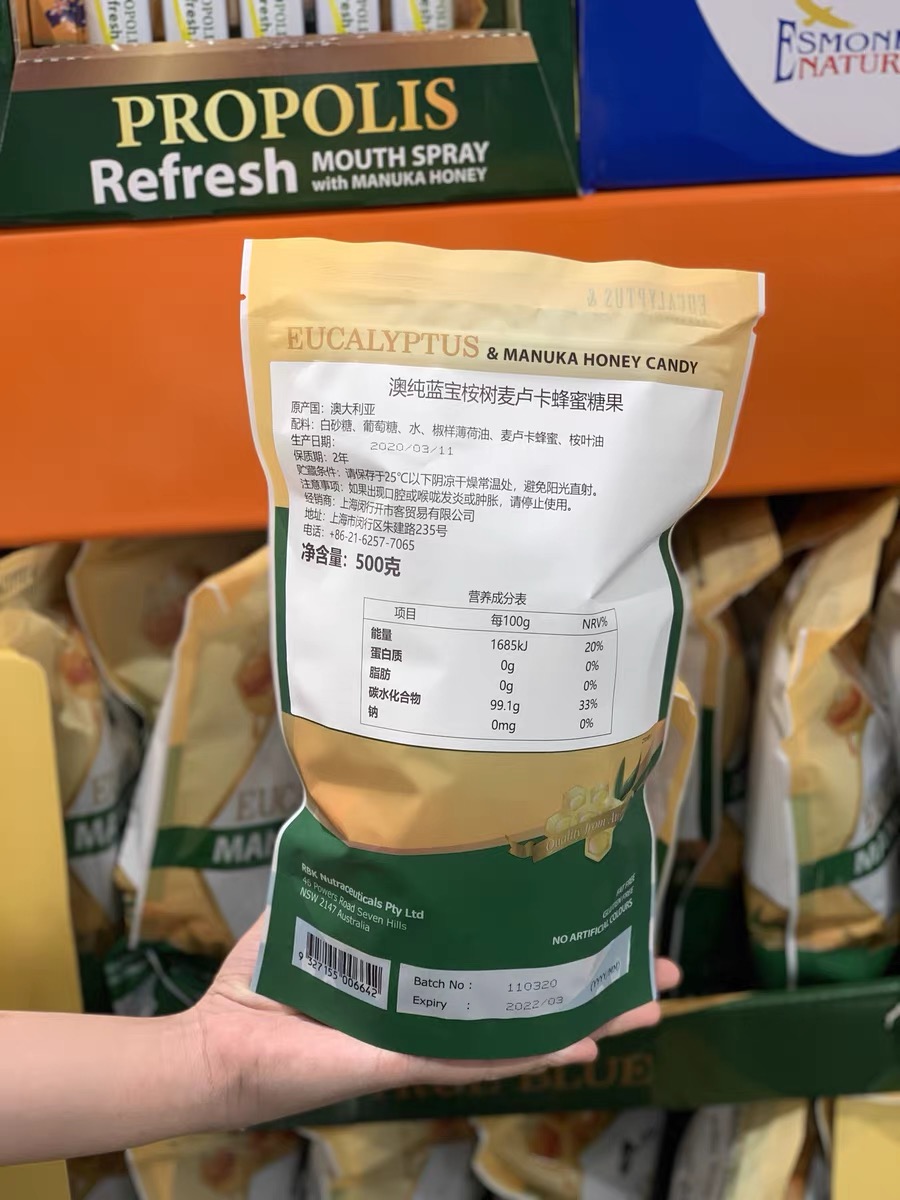 PROPOLIS
Refresh MOUTH SPRAY
with MANUKA HONEY
EUCALYPTUS & MANUKA HONEY CANDY
澳纯蓝宝桉树麦卢卡蜂蜜糖果
原产国：澳大利亚
配料：白砂糖、葡萄糖、水、椒样薄荷油、麦卢卡蜂蜜、桉叶油
生产日期： 2020/03/11
保质期：2年
贮藏条件：请保存于25℃以下阴凉干燥常温处，避免阳光直射。
注意事项：如果出现口腔或喉咙发炎或肿胀，请停止使用。
经销商：上海闵行开市客贸易有限公司
地址：上海市闵行区朱建路235号
电话：+86-21-6257-7065
净含量：500克
营养成分表
项目 每100g NRV%
能量 1685kJ 20%
蛋白质 0g 0%
脂肪 0g 0%
碳水化合物 99.1g 33%
钠 0mg 0%
Quality from
RBK Nutraceuticals Pty Ltd
45 Powers Road Seven Hills
NSW 2147 Australia
NO ARTIFICIAL COLOURS
9 327155 006642
Batch No : 110320
Expiry : 2022/03
BLUE